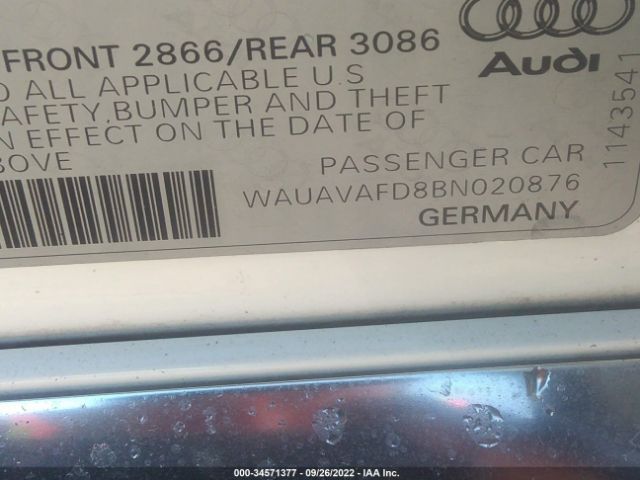 FRONT 2866/REAR 3086
Audi
O ALL APPLICABLE U.S
AFETY,BUMPER AND THEFT
N EFFECT ON THE DATE OF
BOVE
PASSENGER CAR
WAUAVAFD8BN020876
GERMANY
1143541
000-34571377 - 09/26/2022 - IAA Inc.